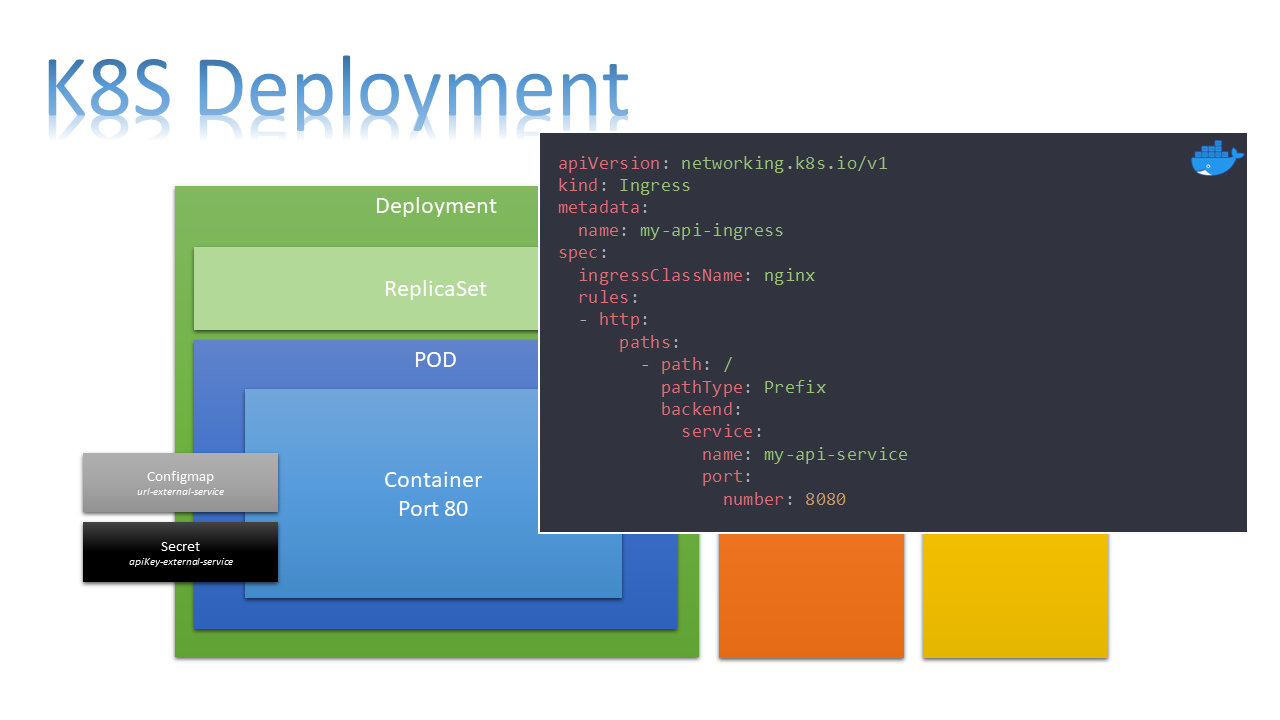 K8S Deployment
Deployment
ReplicaSet
POD
Container
Port 80
Configmap
url-external-service
Secret
apiKey-external-service
apiVersion: networking.k8s.io/v1
kind: Ingress
metadata:
  name: my-api-ingress
spec:
  ingressClassName: nginx
  rules:
  - http:
      paths:
        - path: /
          pathType: Prefix
          backend:
            service:
              name: my-api-service
              port:
                number: 8080